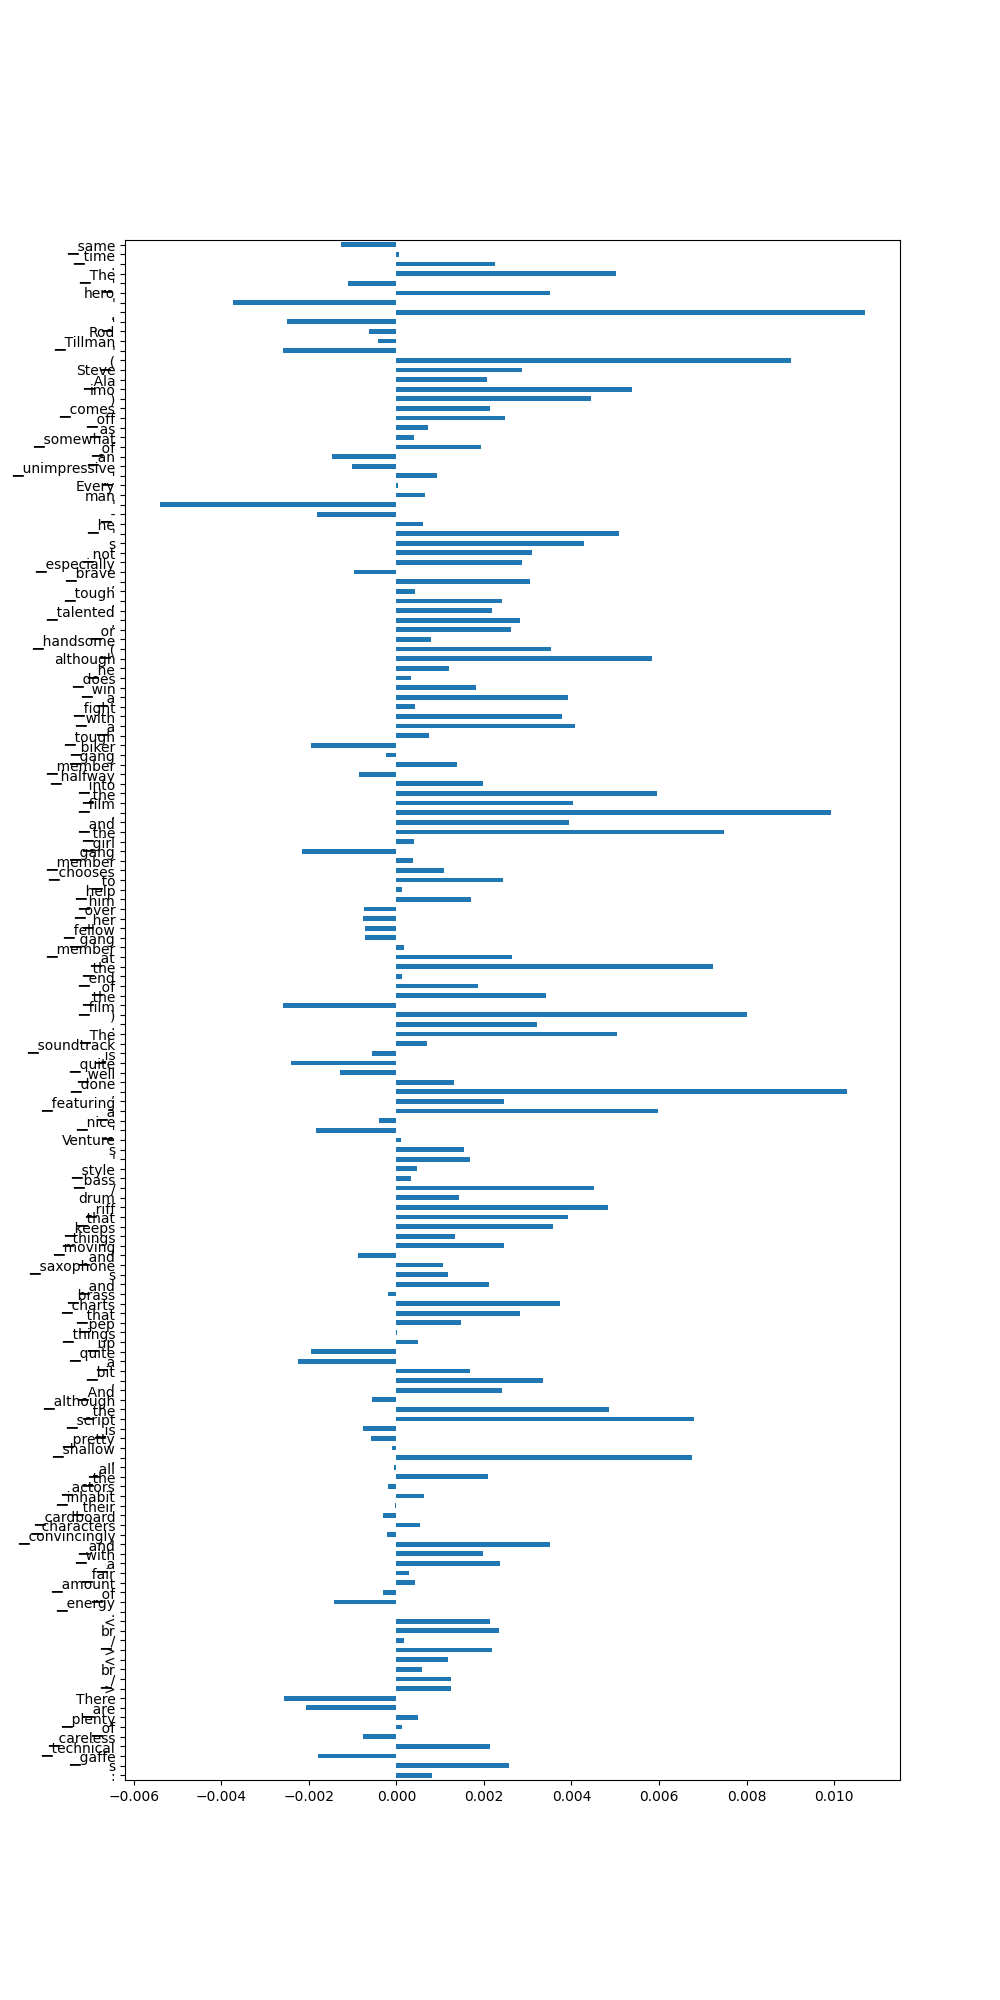 _same
_time
.
_The
_'
hero
'
,
_Rod
_Tillman
_(
Steve
_Ala
mo
)
_comes
_off
_as
_somewhat
_of
_an
_unimpressive
_'
Every
man
'
-
_he
'
s
_not
_especially
_brave
,
_tough
,
_talented
,
_or
_handsome
_(
although
_he
_does
_win
_a
_fight
_with
_a
_tough
_biker
_gang
_member
_halfway
_into
_the
_film
,
_and
_the
_girl
_gang
_member
_chooses
_to
_help
_him
_over
_her
_fellow
_gang
_member
_at
_the
_end
_of
_the
_film
)
.
_The
_soundtrack
_is
_quite
_well
_done
,
_featuring
_a
_nice
_'
Venture
s
'
_style
_bass
/
drum
_riff
_that
_keeps
_things
_moving
_and
_saxophone
s
_and
_brass
_charts
_that
_pep
_things
_up
_quite
_a
_bit
.
_And
_although
_the
_script
_is
_pretty
_shallow
,
_all
_the
_actors
_inhabit
_their
_cardboard
_characters
_convincingly
_and
_with
_a
_fair
_amount
_of
_energy
.
<
br
_/
>
<
br
_/
>
There
_are
_plenty
_of
_careless
_technical
_gaffe
s
:
−0.006 −0.004 −0.002 0.000 0.002 0.004 0.006 0.008 0.010